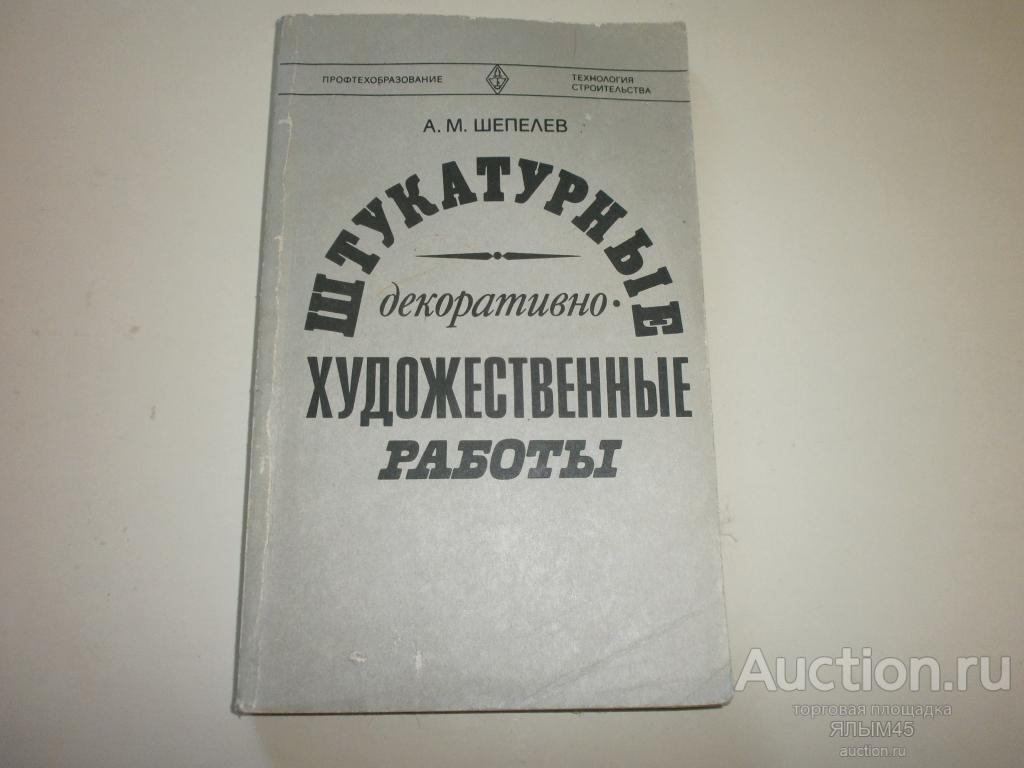 ПРОФТЕХОБРАЗОВАНИЕ
ТЕХНОЛОГИЯ
СТРОИТЕЛЬСТВА
А. М. ШЕПЕЛЕВ
ШТУКАТУРНЫЕ
декоративно-
ХУДОЖЕСТВЕННЫЕ
РАБОТЫ
Auction.ru
торговая площадка
ЯЛЫМ45
auction.ru